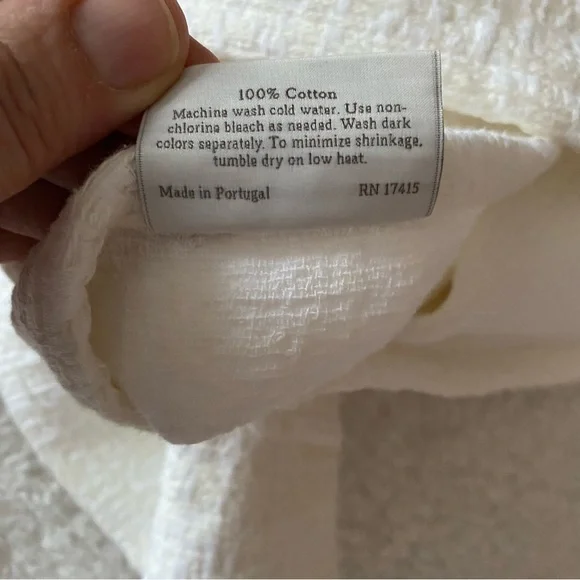 100% Cotton
Machine wash cold water. Use non-
chlorine bleach as needed. Wash dark
colors separately. To minimize shrinkage,
tumble dry on low heat.
Made in Portugal RN 17415